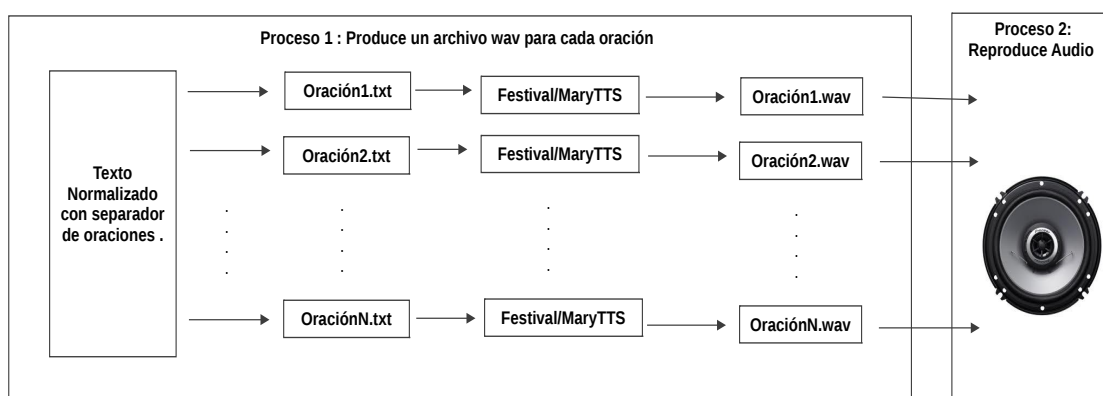 Proceso 1 : Produce un archivo wav para cada oración
Proceso 2:
Reproduce Audio
Texto
Normalizado
con separador
de oraciones .
Oración1.txt
Festival/MaryTTS
Oración1.wav
Oración2.txt
Festival/MaryTTS
Oración2.wav
OraciónN.txt
Festival/MaryTTS
OraciónN.wav